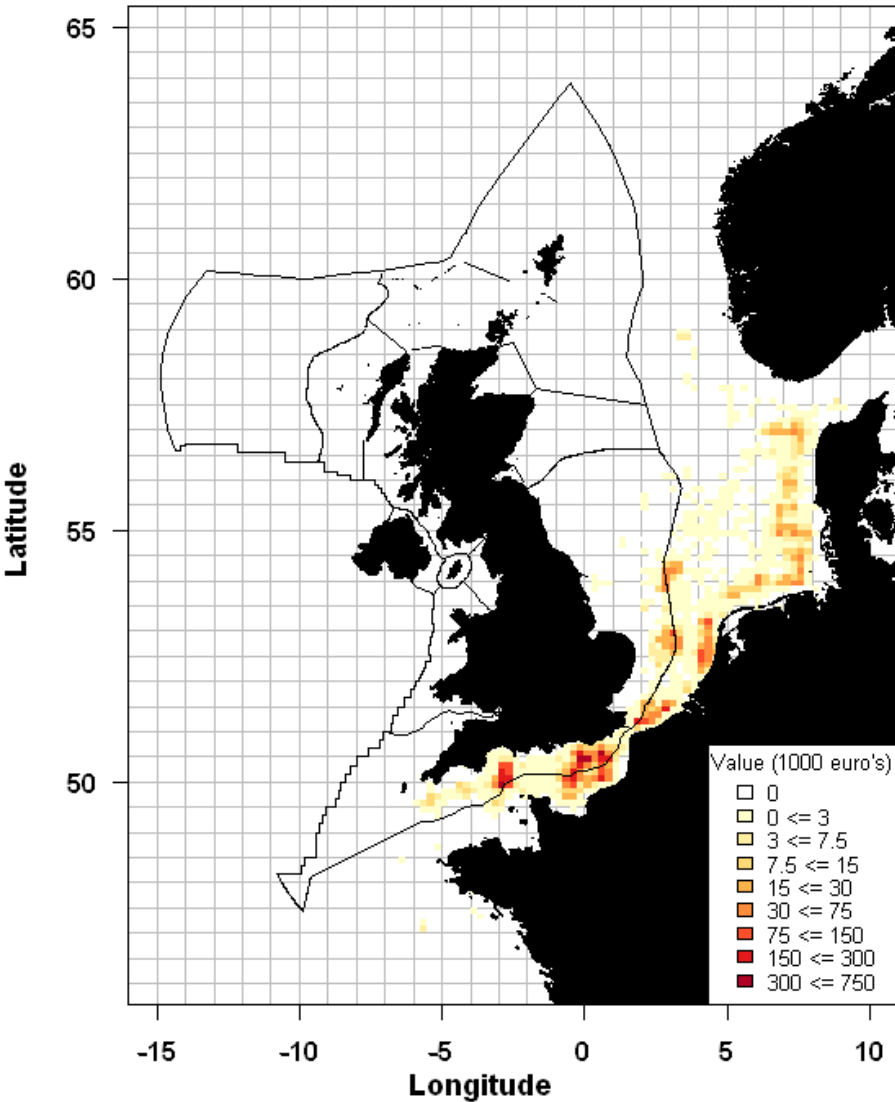 65
60
55
50
Latitude
Value (1000 euro's)
0
0 <= 3
3 <= 7.5
7.5 <= 15
15 <= 30
30 <= 75
75 <= 150
150 <= 300
300 <= 750
-15 -10 -5 0 5 10
Longitude